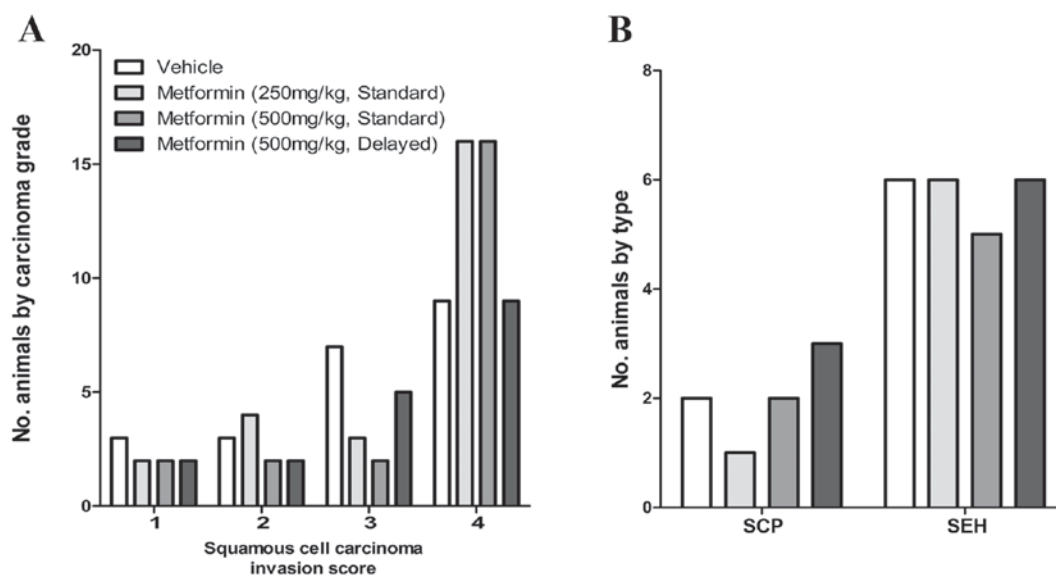 A
No. animals by carcinoma grade
20
15
10
5
0
Vehicle
Metformin (250mg/kg, Standard)
Metformin (500mg/kg, Standard)
Metformin (500mg/kg, Delayed)
1 2 3 4
Squamous cell carcinoma
invasion score
B
No. animals by type
8
6
4
2
0
SCP SEH